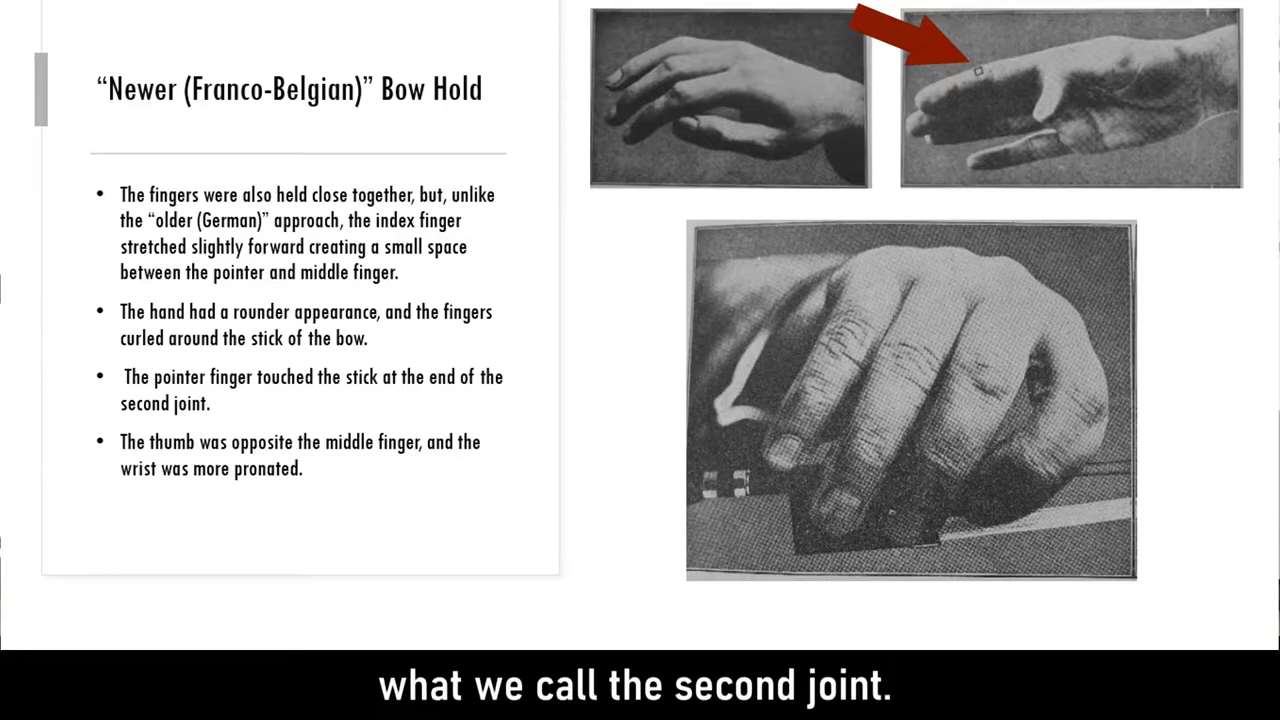 “Newer (Franco-Belgian)” Bow Hold
• The fingers were also held close together, but, unlike
the “older (German)” approach, the index finger
stretched slightly forward creating a small space
between the pointer and middle finger.
• The hand had a rounder appearance, and the fingers
curled around the stick of the bow.
• The pointer finger touched the stick at the end of the
second joint.
• The thumb was opposite the middle finger, and the
wrist was more pronated.
what we call the second joint.